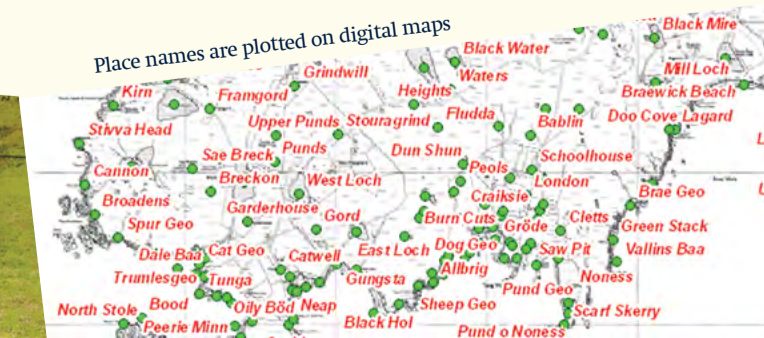 Place names are plotted on digital maps
Black Mire
Black Water
Grindwill
Waters
Mill Loch
Kirn
Framgord
Heights
Braewick Beach
Stivva Head
Upper Punds
Stouragrind
Fludda
Bablin
Doo Cove
Lagard
Sae Breck
Punds
Dun Shun
Peols
Schoolhouse
Cannon
Breckon
West Loch
Craiksie
London
Brae Geo
Broadens
Garderhouse
Gord
Burn Cuts
Gröde
Cletts
Green Stack
Spur Geo
Dale Baa
Cat Geo
Catwell
East Loch
Dog Geo
Saw Pit
Vallins Baa
Trumlesgeo
Tunga
Gungsta
Allbrig
Pund Geo
Noness
North Stole
Bood
Oily Böd
Neap
Sheep Geo
Scarf Skerry
Peerie Minn
Black Hol
Pund o Noness